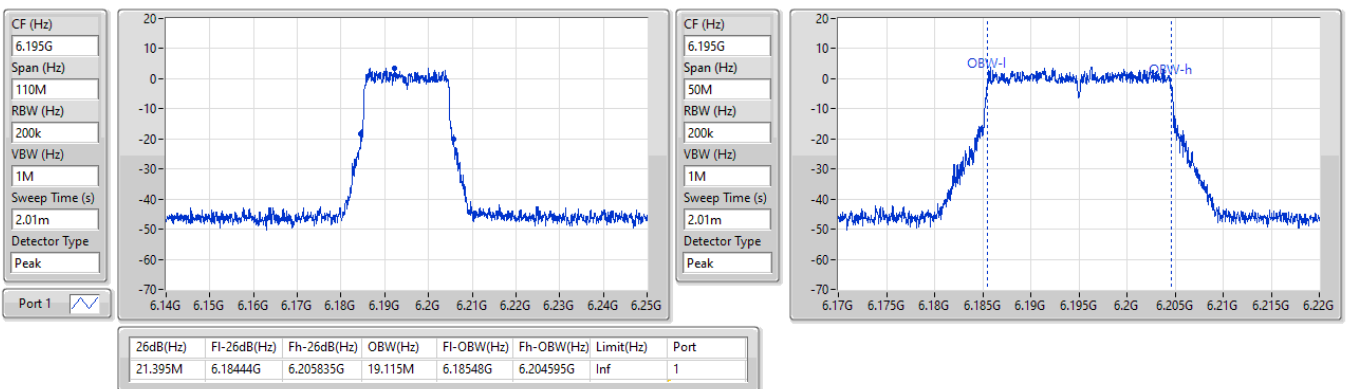 CF (Hz)
6.195G
Span (Hz)
110M
RBW (Hz)
200k
VBW (Hz)
1M
Sweep Time (s)
2.01m
Detector Type
Peak
Port 1
20
10
0
-10
-20
-30
-40
-50
-60
-70
6.14G 6.15G 6.16G 6.17G 6.18G 6.19G 6.2G 6.21G 6.22G 6.23G 6.24G 6.25G
CF (Hz)
6.195G
Span (Hz)
50M
RBW (Hz)
200k
VBW (Hz)
1M
Sweep Time (s)
2.01m
Detector Type
Peak
20
10
0
-10
-20
-30
-40
-50
-60
-70
OBW-l
OBW-h
6.17G 6.175G 6.18G 6.185G 6.19G 6.195G 6.2G 6.205G 6.21G 6.215G 6.22G
26dB(Hz) Fl-26dB(Hz) Fh-26dB(Hz) OBW(Hz) Fl-OBW(Hz) Fh-OBW(Hz) Limit(Hz) Port
21.395M 6.18444G 6.205835G 19.115M 6.18548G 6.204595G Inf 1